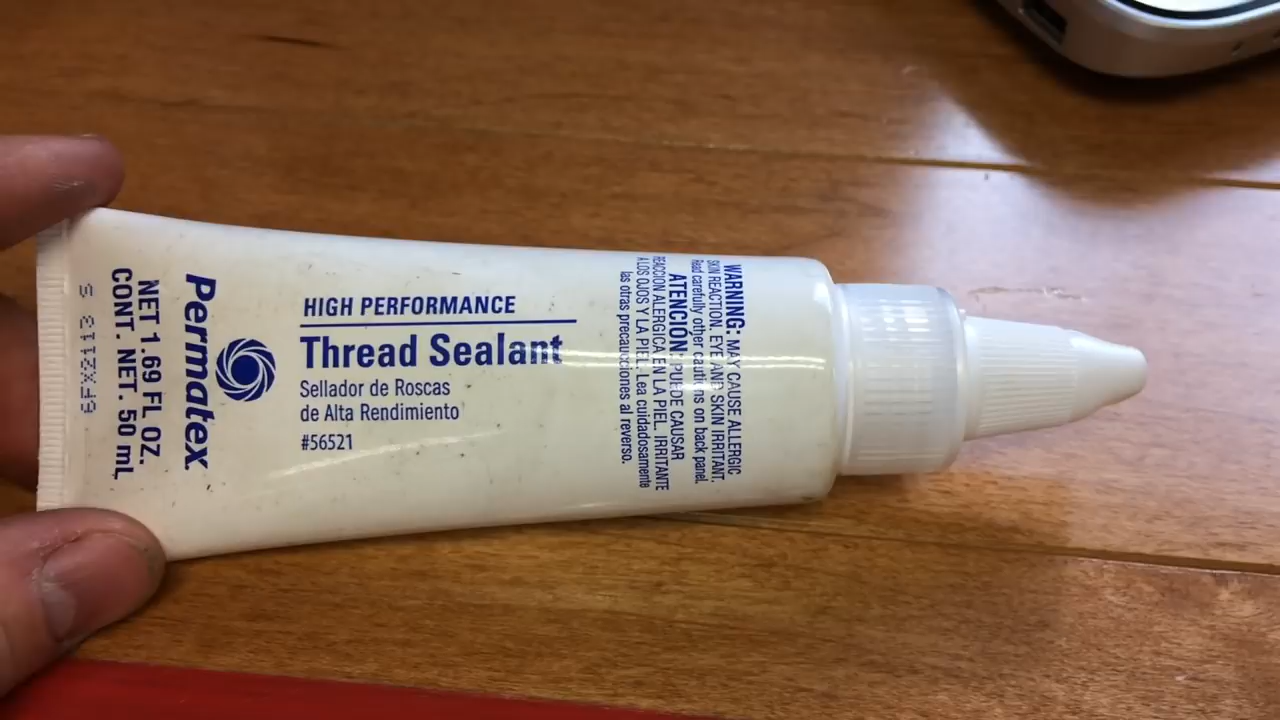 HIGH PERFORMANCE
Thread Sealant
Sellador de Roscas
de Alta Rendimiento
#56521
Permatex
NET 1.69 FL OZ.
CONT. NET. 50 mL
6FX2113 S
WARNING: MAY CAUSE ALLERGIC
SKIN REACTION. EYE AND SKIN IRRITANT.
Read carefully other cautions on back panel.
ATENCIÓN: PUEDE CAUSAR
REACCION ALERGICA EN LA PIEL. IRRITANTE
A LOS OJOS Y LA PIEL. Lea cuidadosamente
las otras precauciones al reverso.